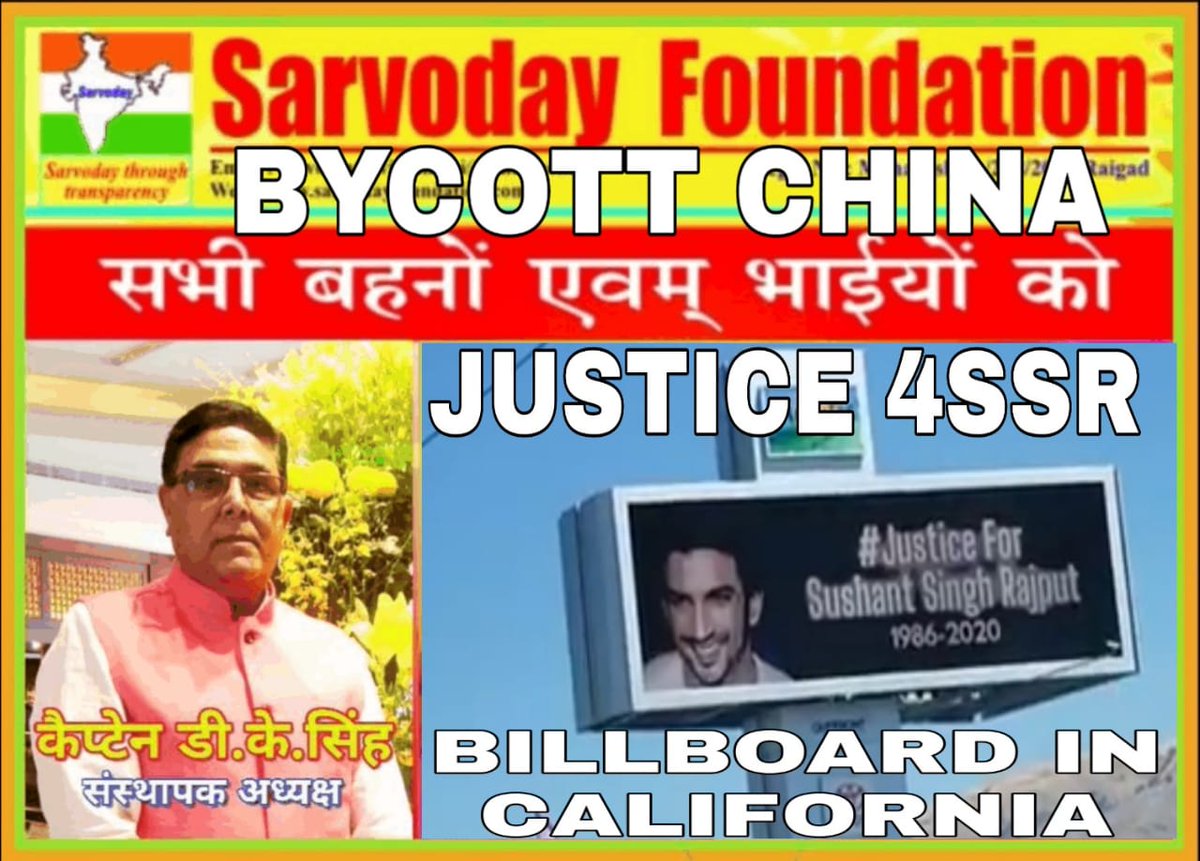 Sarvoday
Sarvoday through
transparency
Sarvoday Foundation
Raigad
BYCOTT CHINA
सभी बहनों एवम् भाईयों को
JUSTICE 4SSR
#Justice For
Sushant Singh Rajput
1986-2020
कैप्टेन डी.के.सिंह
संस्थापक अध्यक्ष
BILLBOARD IN
CALIFORNIA